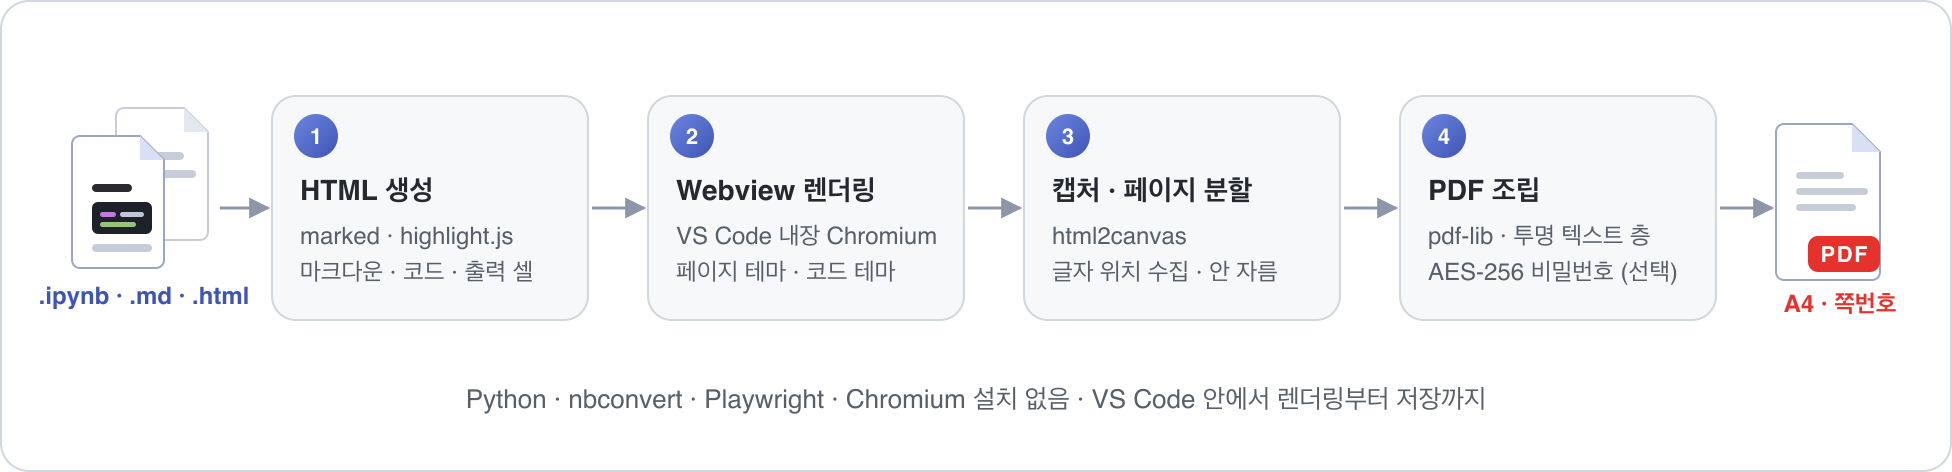 .ipynb · .md · .html
1
HTML 생성
marked · highlight.js
마크다운 · 코드 · 출력 셀
2
Webview 렌더링
VS Code 내장 Chromium
페이지 테마 · 코드 테마
3
캡처 · 페이지 분할
html2canvas
글자 위치 수집 · 안 자름
4
PDF 조립
pdf-lib · 투명 텍스트 층
AES-256 비밀번호 (선택)
PDF
A4 · 쪽번호
Python · nbconvert · Playwright · Chromium 설치 없음 · VS Code 안에서 렌더링부터 저장까지